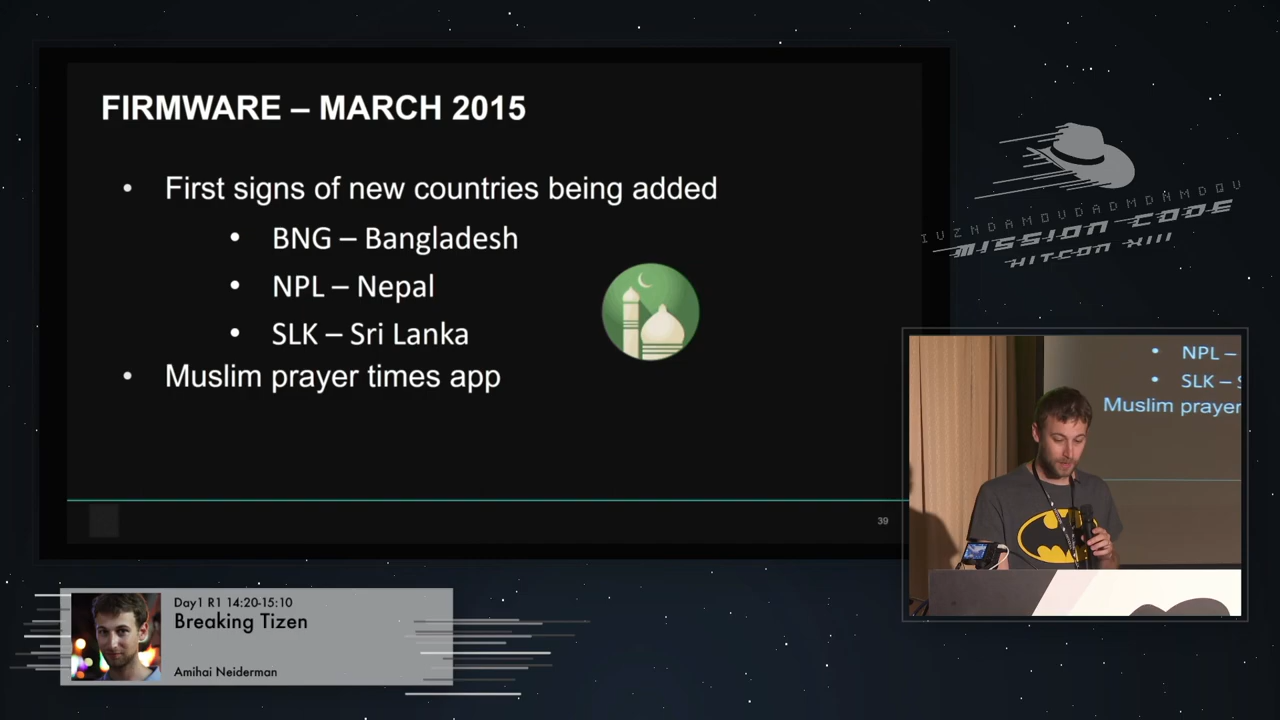 FIRMWARE – MARCH 2015
• First signs of new countries being added
• BNG – Bangladesh
• NPL – Nepal
• SLK – Sri Lanka
• Muslim prayer times app
39
MISSION CODE
HITCON XIII
• NPL –
• SLK –
Muslim prayer
Day1 R1 14:20-15:10
Breaking Tizen
Amihai Neiderman